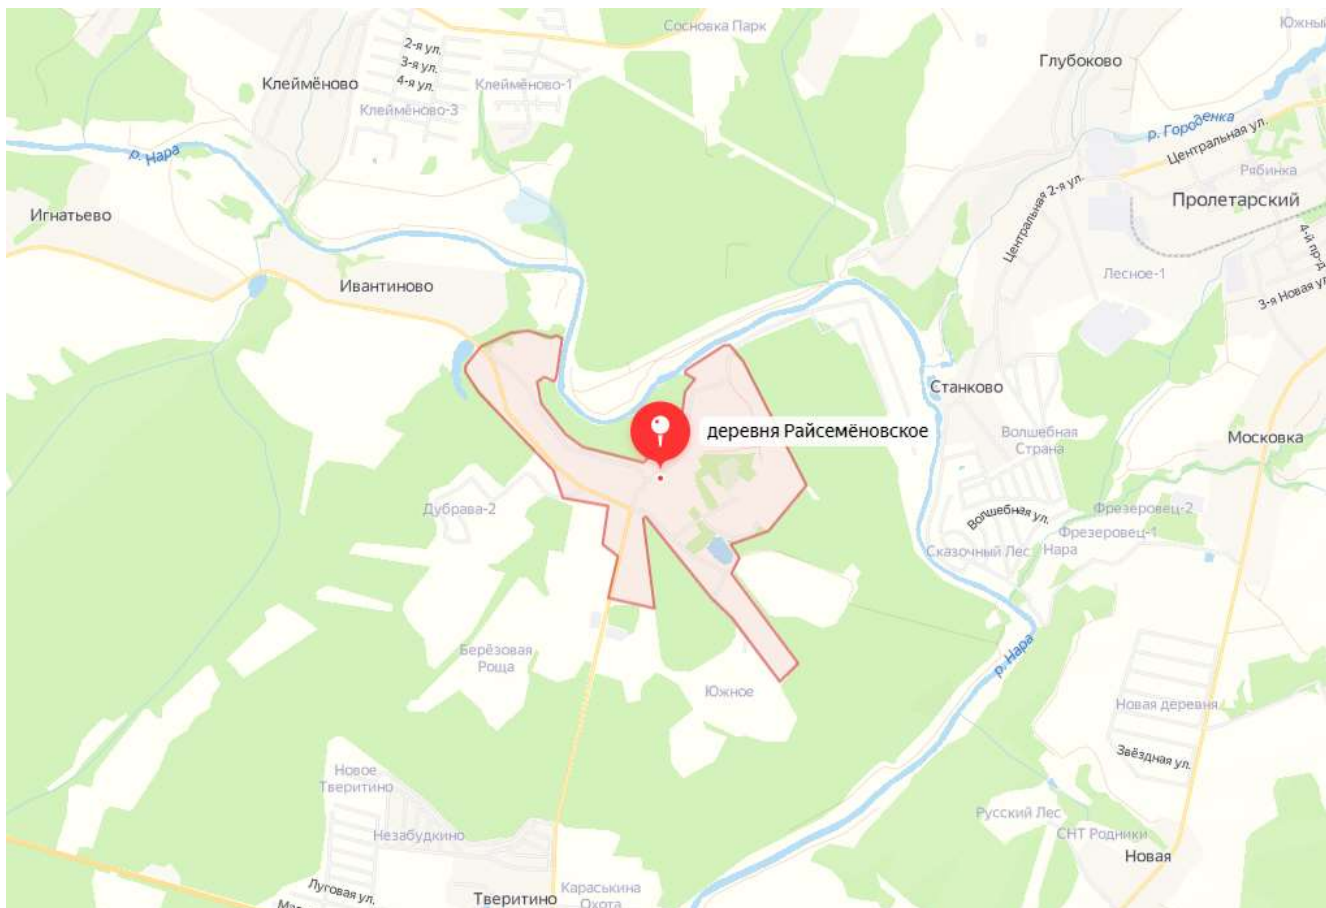 Сосновка Парк
Южный
2-я ул.
3-я ул.
4-я ул.
Клеймёново
Клеймёново-1
Клеймёново-3
Глубоково
р. Городенка
Центральная ул.
р. Нара
Рябинка
Центральная 2-я ул.
Пролетарский
Игнатьево
4-й пр-д
Лесное-1
3-я Новая ул.
Ивантиново
Станково
деревня Райсемёновское
Волшебная
Страна
Московка
Дубрава-2
Волшебная ул.
Фрезеровец-2
Фрезеровец-1
Сказочный Лес
Нара
Берёзовая
Роща
р. Нара
Южное
Новая деревня
Звёздная ул.
Новое
Тверитино
Русский Лес
СНТ Родники
Незабудкино
Новая
Луговая ул.
Тверитино
Караськина
Охота